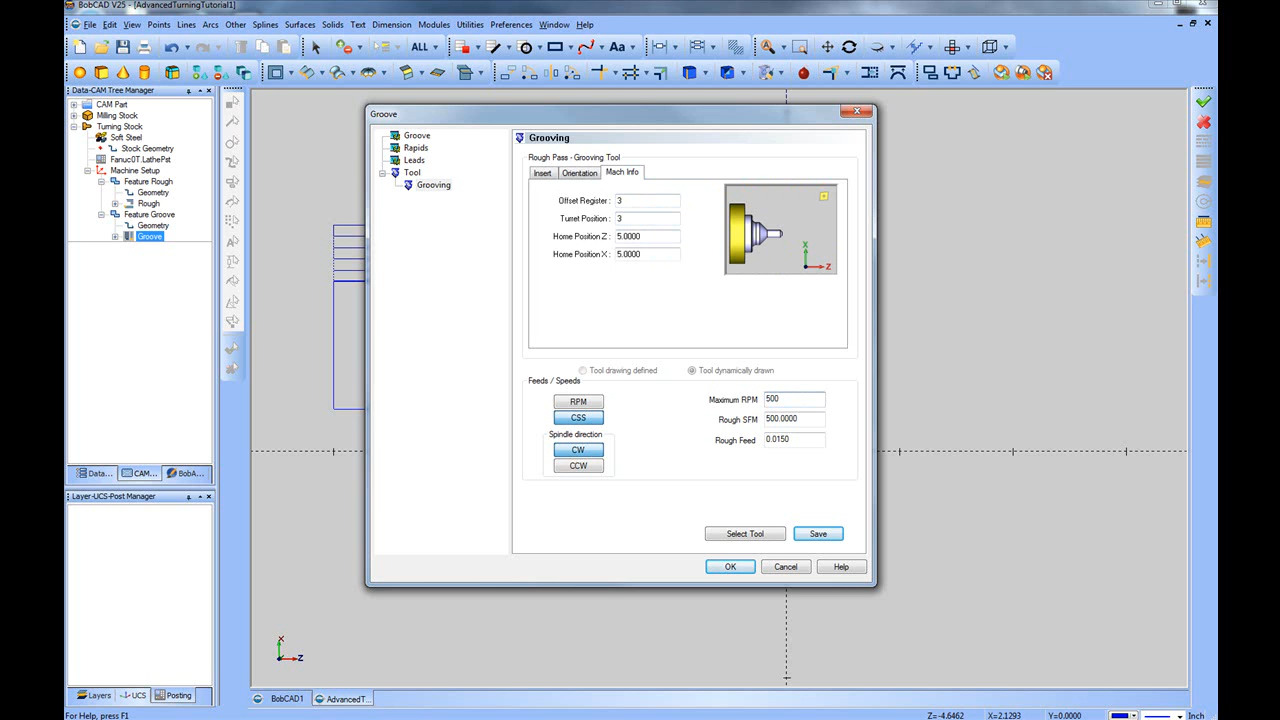 BobCAD V25 - [AdvancedTurningTutorial1]
File Edit View Points Lines Arcs Other Splines Surfaces Solids Text Dimension Modules Utilities Preferences Window Help
ALL
Aa
Data-CAM Tree Manager
CAM Part
Milling Stock
Turning Stock
Soft Steel
Stock Geometry
Fanuc0T.LathePst
Machine Setup
Feature Rough
Geometry
Rough
Feature Groove
Geometry
Groove
Data... CAM... BobA...
Layer-UCS-Post Manager
Layers UCS Posting
Groove
Groove
Rapids
Leads
Tool
Grooving
Grooving
Rough Pass - Grooving Tool
Insert Orientation Mach Info
Offset Register : 3
Turret Position : 3
Home Position Z : 5.0000
Home Position X : 5.0000
X
Z
Tool drawing defined Tool dynamically drawn
Feeds / Speeds
RPM
CSS
Spindle direction
CW
CCW
Maximum RPM 500
Rough SFM 500.0000
Rough Feed 0.0150
Select Tool Save
OK Cancel Help
X
Z
BobCAD1 AdvancedT...
For Help, press F1
Z=-4.6462 X=2.1293 Y=0.0000 Inch